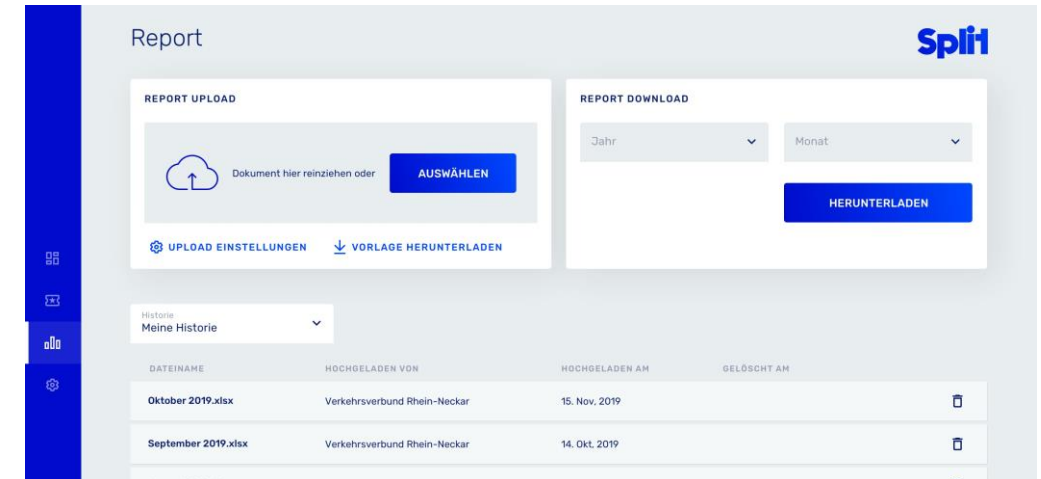 Report
Split
REPORT UPLOAD
Dokument hier reinziehen oder
AUSWÄHLEN
UPLOAD EINSTELLUNGEN
VORLAGE HERUNTERLADEN
REPORT DOWNLOAD
Jahr
Monat
HERUNTERLADEN
Historie
Meine Historie
DATEINAME HOCHGELADEN VON HOCHGELADEN AM GELÖSCHT AM
Oktober 2019.xlsx Verkehrsverbund Rhein-Neckar 15. Nov, 2019
September 2019.xlsx Verkehrsverbund Rhein-Neckar 14. Okt, 2019